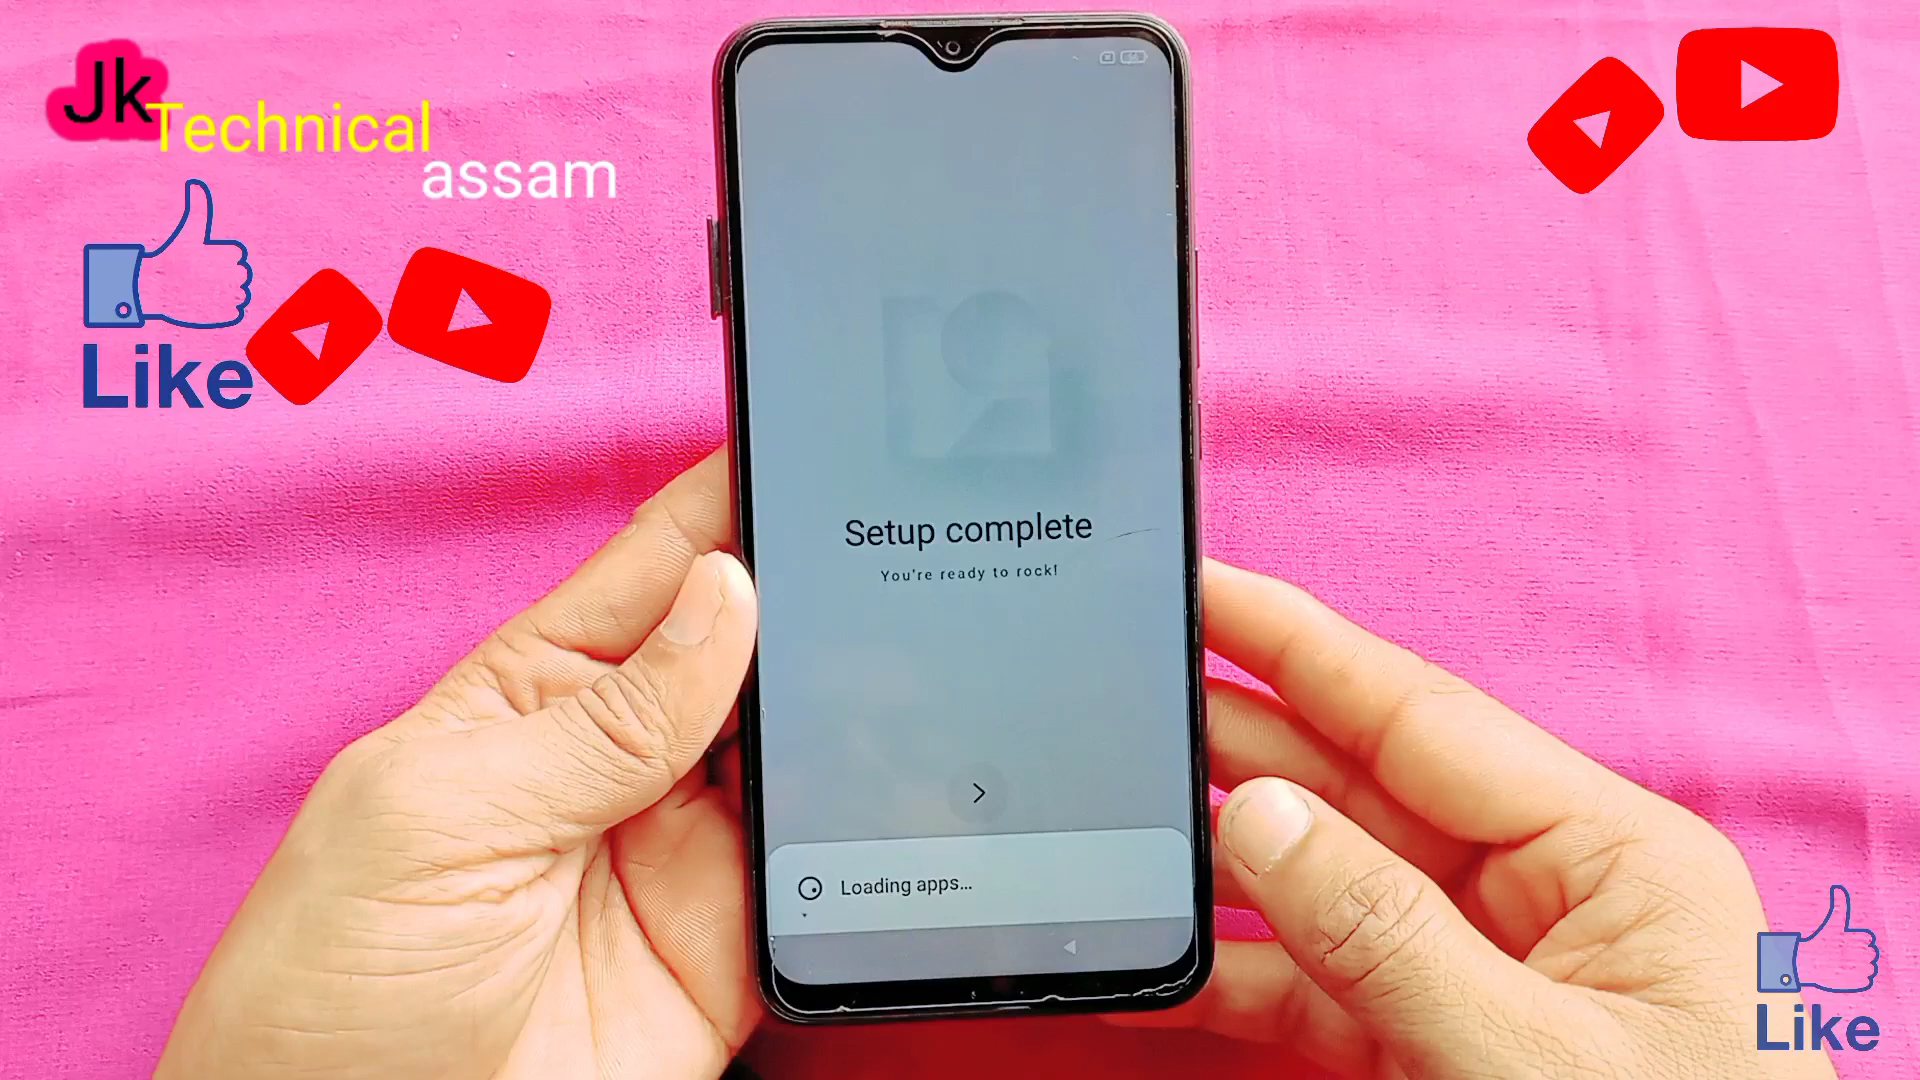 Jk
Technical
assam
Like
Setup complete
You're ready to rock!
Loading apps...
Like